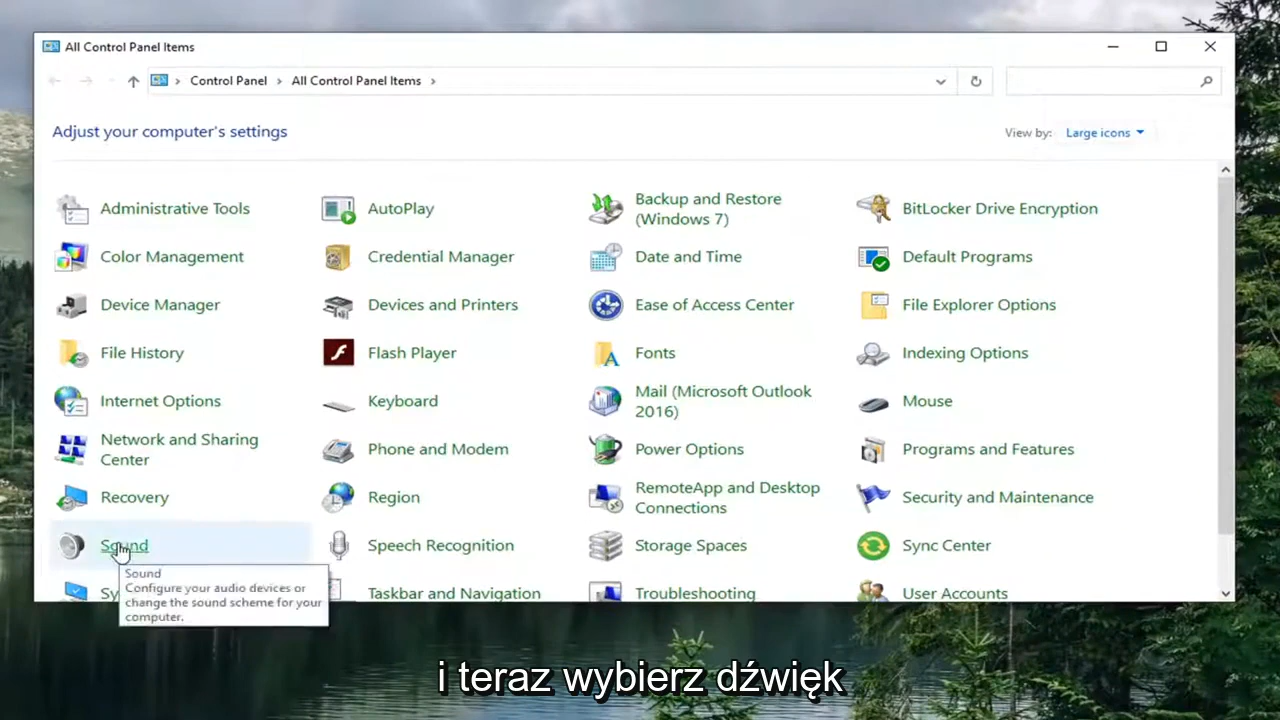 All Control Panel Items
Control Panel
All Control Panel Items
Adjust your computer's settings
View by: Large icons
Administrative Tools
AutoPlay
Backup and Restore
(Windows 7)
BitLocker Drive Encryption
Color Management
Credential Manager
Date and Time
Default Programs
Device Manager
Devices and Printers
Ease of Access Center
File Explorer Options
File History
Flash Player
Fonts
Indexing Options
Internet Options
Keyboard
Mail (Microsoft Outlook
2016)
Mouse
Network and Sharing
Center
Phone and Modem
Power Options
Programs and Features
Recovery
Region
RemoteApp and Desktop
Connections
Security and Maintenance
Sound
Speech Recognition
Storage Spaces
Sync Center
Taskbar and Navigation
Troubleshooting
User Accounts
Sound
Configure your audio devices or
change the sound scheme for your
computer.
i teraz wybierz dźwięk